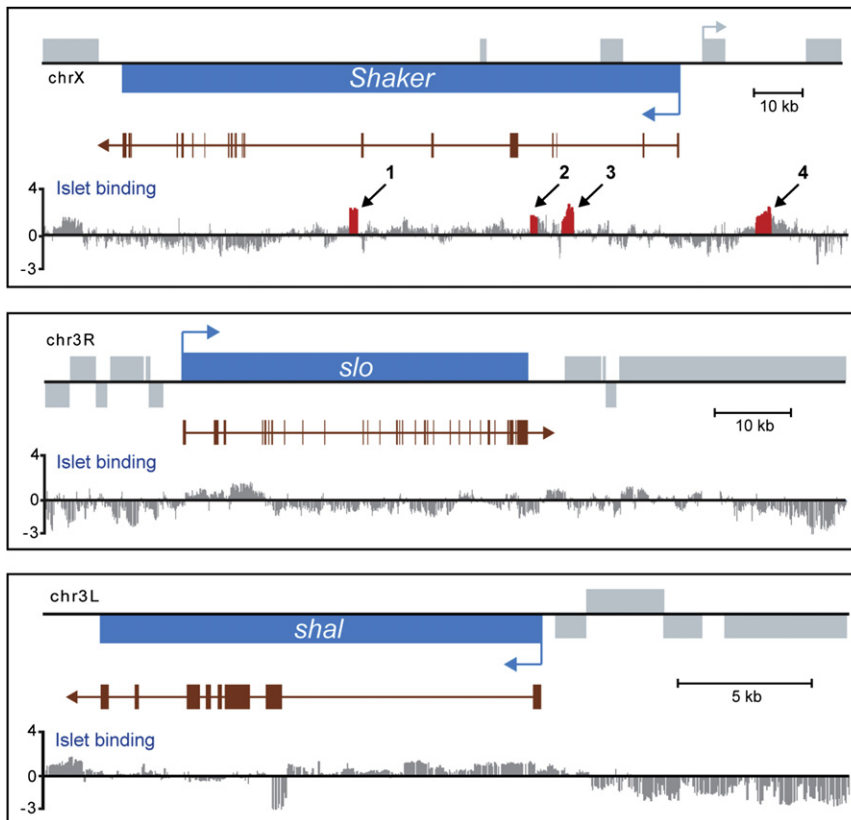 chrX
Shaker
10 kb
Islet binding
1
2
3
4
4
0
-3
chr3R
slo
10 kb
Islet binding
4
0
-3
chr3L
shal
5 kb
Islet binding
4
0
-3